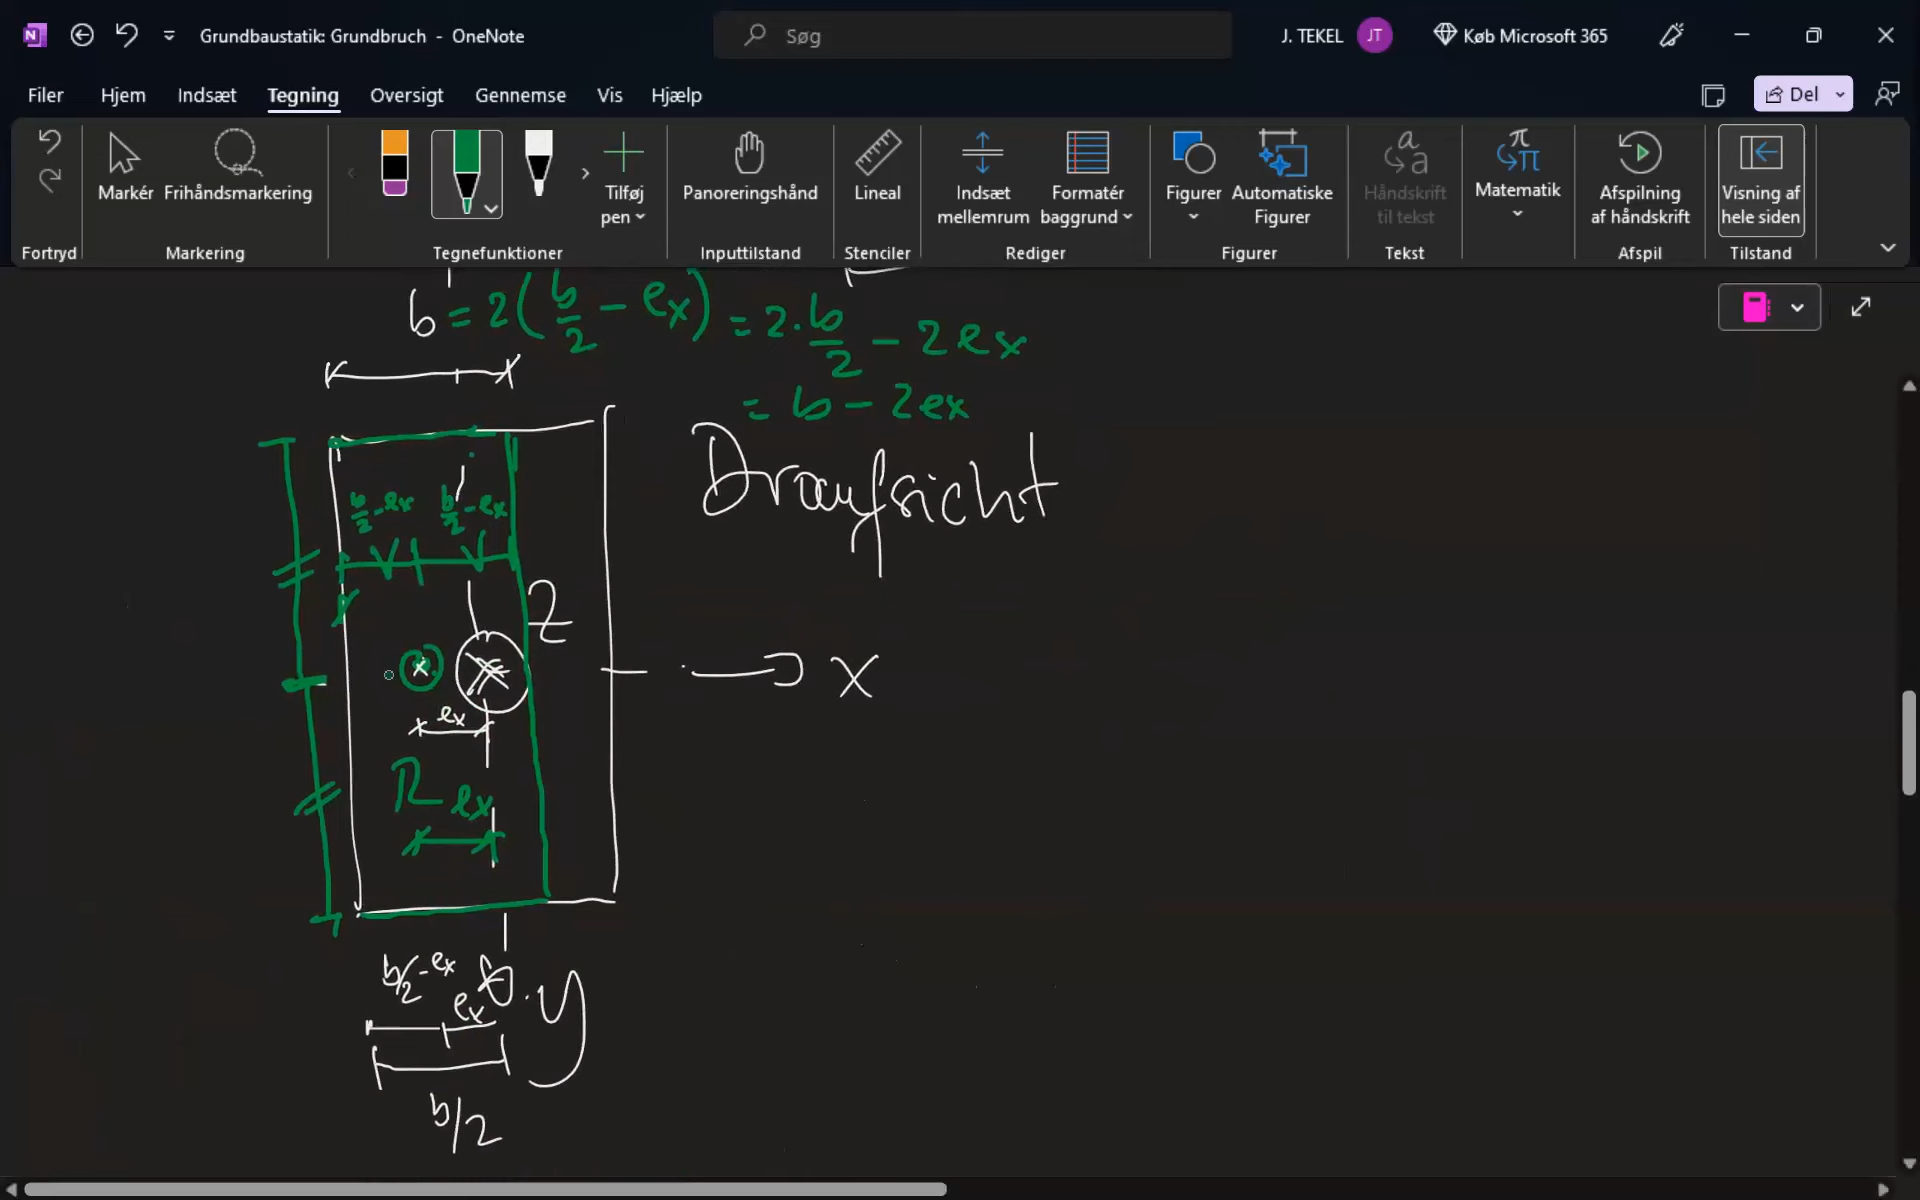 Grundbaustatik: Grundbruch - OneNote
Søg
J. TEKEL JT
Køb Microsoft 365
Filer Hjem Indsæt Tegning Oversigt Gennemse Vis Hjælp
Del
Markér
Frihåndsmarkering
Tilføj
pen
Panoreringshånd
Lineal
Indsæt
mellemrum
Formatér
baggrund
Figurer
Automatiske
Figurer
Håndskrift
til tekst
Matematik
Afspilning
af håndskrift
Visning af
hele siden
Fortryd Markering Tegnefunktioner Inputtilstand Stenciler Rediger Figurer Tekst Afspil Tilstand
b = 2(b/2 - ex) = 2·b/2 - 2ex
= b - 2ex
Draufsicht
b/2 - ex b/2 - ex
Z
x
ex
R
ex
b/2 - ex
ex
y
b/2